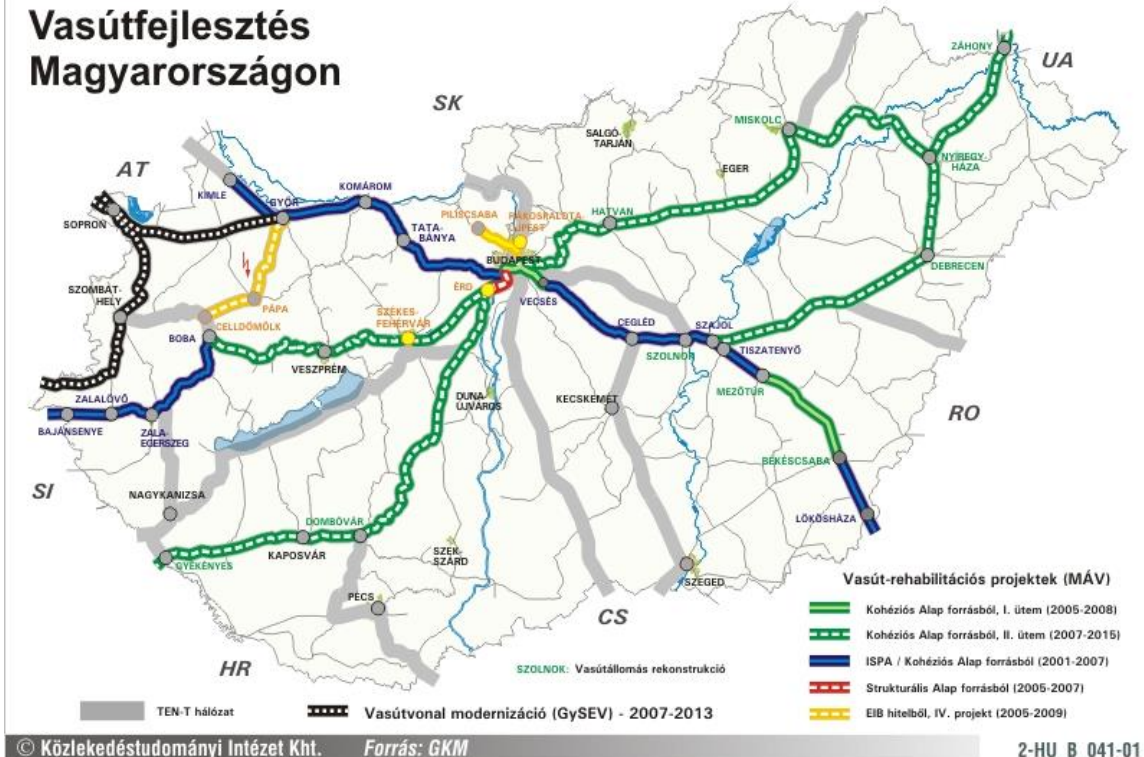 Vasútfejlesztés
Magyarországon
SK
UA
AT
RO
SI
HR
CS
ZÁHONY
MISKOLC
SALGÓ-
TARJÁN
NYÍREGY-
HÁZA
EGER
KIMLE
KOMÁROM
GYŐR
SOPRON
PILISCSABA
HATVAN
TATA-
BÁNYA
BUDAPEST
DEBRECEN
SZOMBAT-
HELY
PÁPA
ÉRD
VECSÉS
CELLDÖMÖLK
SZÉKES-
FEHÉRVÁR
CEGLÉD
SZAJOL
BOBA
SZOLNOK
TISZATENYŐ
VESZPRÉM
MEZŐTÚR
ZALALÖVŐ
DUNA-
ÚJVÁROS
KECSKEMÉT
BAJÁNSENYE
ZALA-
EGERSZEG
BÉKÉSCSABA
NAGYKANIZSA
LŐKÖSHÁZA
DOMBÓVÁR
KAPOSVÁR
SZEK-
SZÁRD
GYÉKÉNYES
SZEGED
PÉCS
Vasút-rehabilitációs projektek (MÁV)
Kohéziós Alap forrásból, I. ütem (2005-2008)
Kohéziós Alap forrásból, II. ütem (2007-2015)
ISPA / Kohéziós Alap forrásból (2001-2007)
Strukturális Alap forrásból (2005-2007)
EIB hitelből, IV. projekt (2005-2009)
SZOLNOK: Vasútállomás rekonstrukció
TEN-T hálózat
Vasútvonal modernizáció (GySEV) - 2007-2013
© Közlekedéstudományi Intézet Kht. Forrás: GKM
2-HU_B_041-01